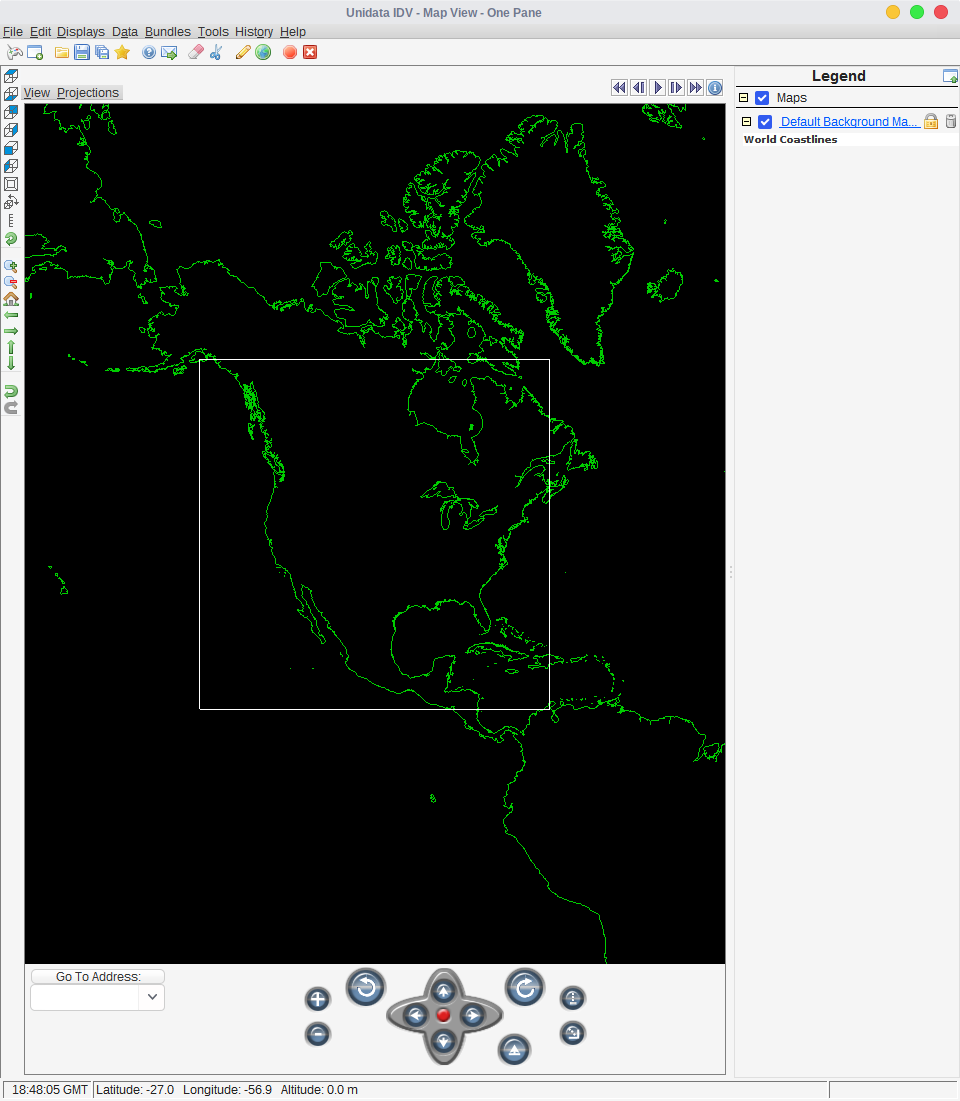 Unidata IDV - Map View - One Pane
File Edit Displays Data Bundles Tools History Help
View Projections
Legend
Maps
Default Background Ma...
World Coastlines
Go To Address:
18:48:05 GMT Latitude: -27.0 Longitude: -56.9 Altitude: 0.0 m